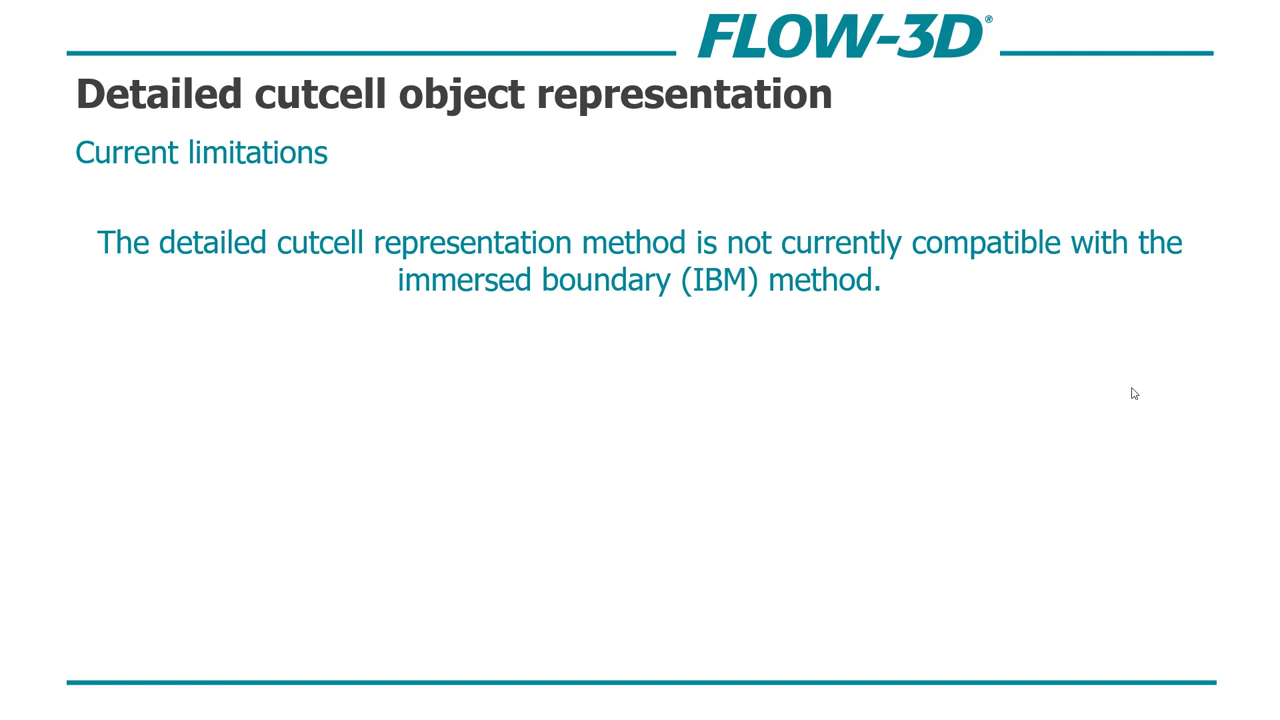 FLOW-3D®
Detailed cutcell object representation
Current limitations
The detailed cutcell representation method is not currently compatible with the
immersed boundary (IBM) method.